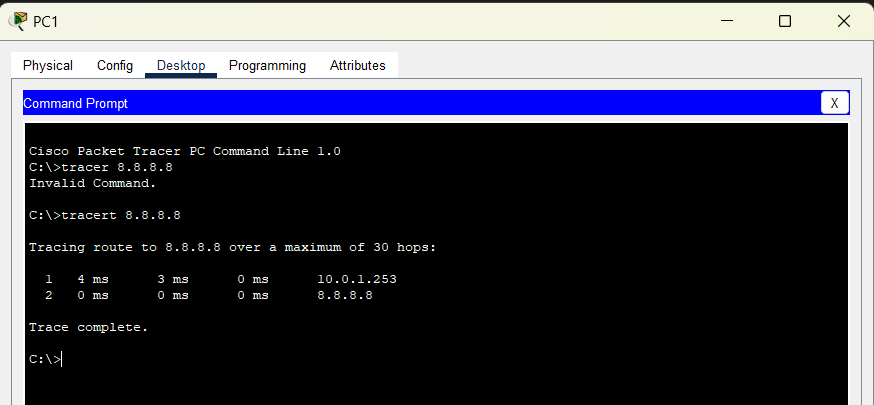 PC1
Physical Config Desktop Programming Attributes
Command Prompt X
Cisco Packet Tracer PC Command Line 1.0
C:\>tracer 8.8.8.8
Invalid Command.
C:\>tracert 8.8.8.8
Tracing route to 8.8.8.8 over a maximum of 30 hops:
1 4 ms 3 ms 0 ms 10.0.1.253
2 0 ms 0 ms 0 ms 8.8.8.8
Trace complete.
C:\>